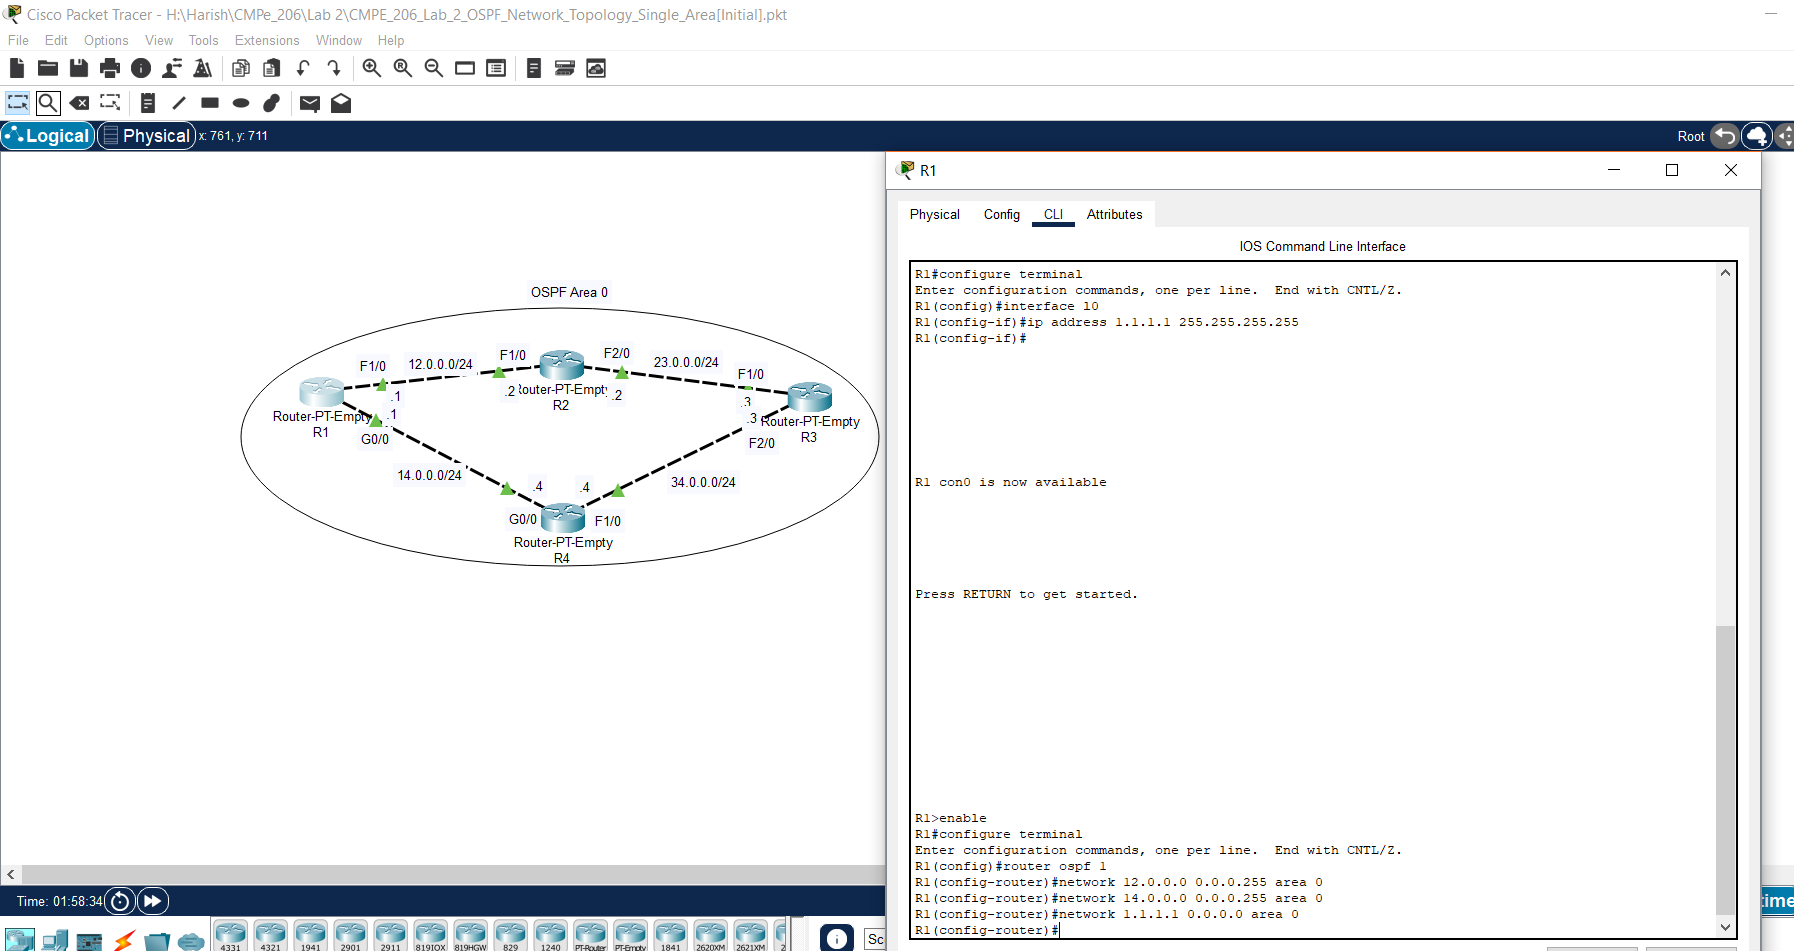 Cisco Packet Tracer - H:\Harish\CMPe_206\Lab 2\CMPE_206_Lab_2_OSPF_Network_Topology_Single_Area[Initial].pkt
File Edit Options View Tools Extensions Window Help
Logical Physical x: 761, y: 711 Root
R1
Physical Config CLI Attributes
IOS Command Line Interface
R1#configure terminal
Enter configuration commands, one per line. End with CNTL/Z.
R1(config)#interface l0
R1(config-if)#ip address 1.1.1.1 255.255.255.255
R1(config-if)#
R1 con0 is now available
Press RETURN to get started.
R1>enable
R1#configure terminal
Enter configuration commands, one per line. End with CNTL/Z.
R1(config)#router ospf 1
R1(config-router)#network 12.0.0.0 0.0.0.255 area 0
R1(config-router)#network 14.0.0.0 0.0.0.255 area 0
R1(config-router)#network 1.1.1.1 0.0.0.0 area 0
R1(config-router)#
OSPF Area 0
F1/0 12.0.0.0/24 F1/0 F2/0 23.0.0.0/24 F1/0
.1 .2 Router-PT-Empty .2 .3
R2
Router-PT-Empty .1 .3 Router-PT-Empty
R1 G0/0 F2/0 R3
14.0.0.0/24 .4 .4 34.0.0.0/24
G0/0 F1/0
Router-PT-Empty
R4
Time: 01:58:34
4331 4321 1941 2901 2911 819IOX 819HGW 829 1240 PT-Router PT-Empty 1841 2620XM 2621XM
Sc
time